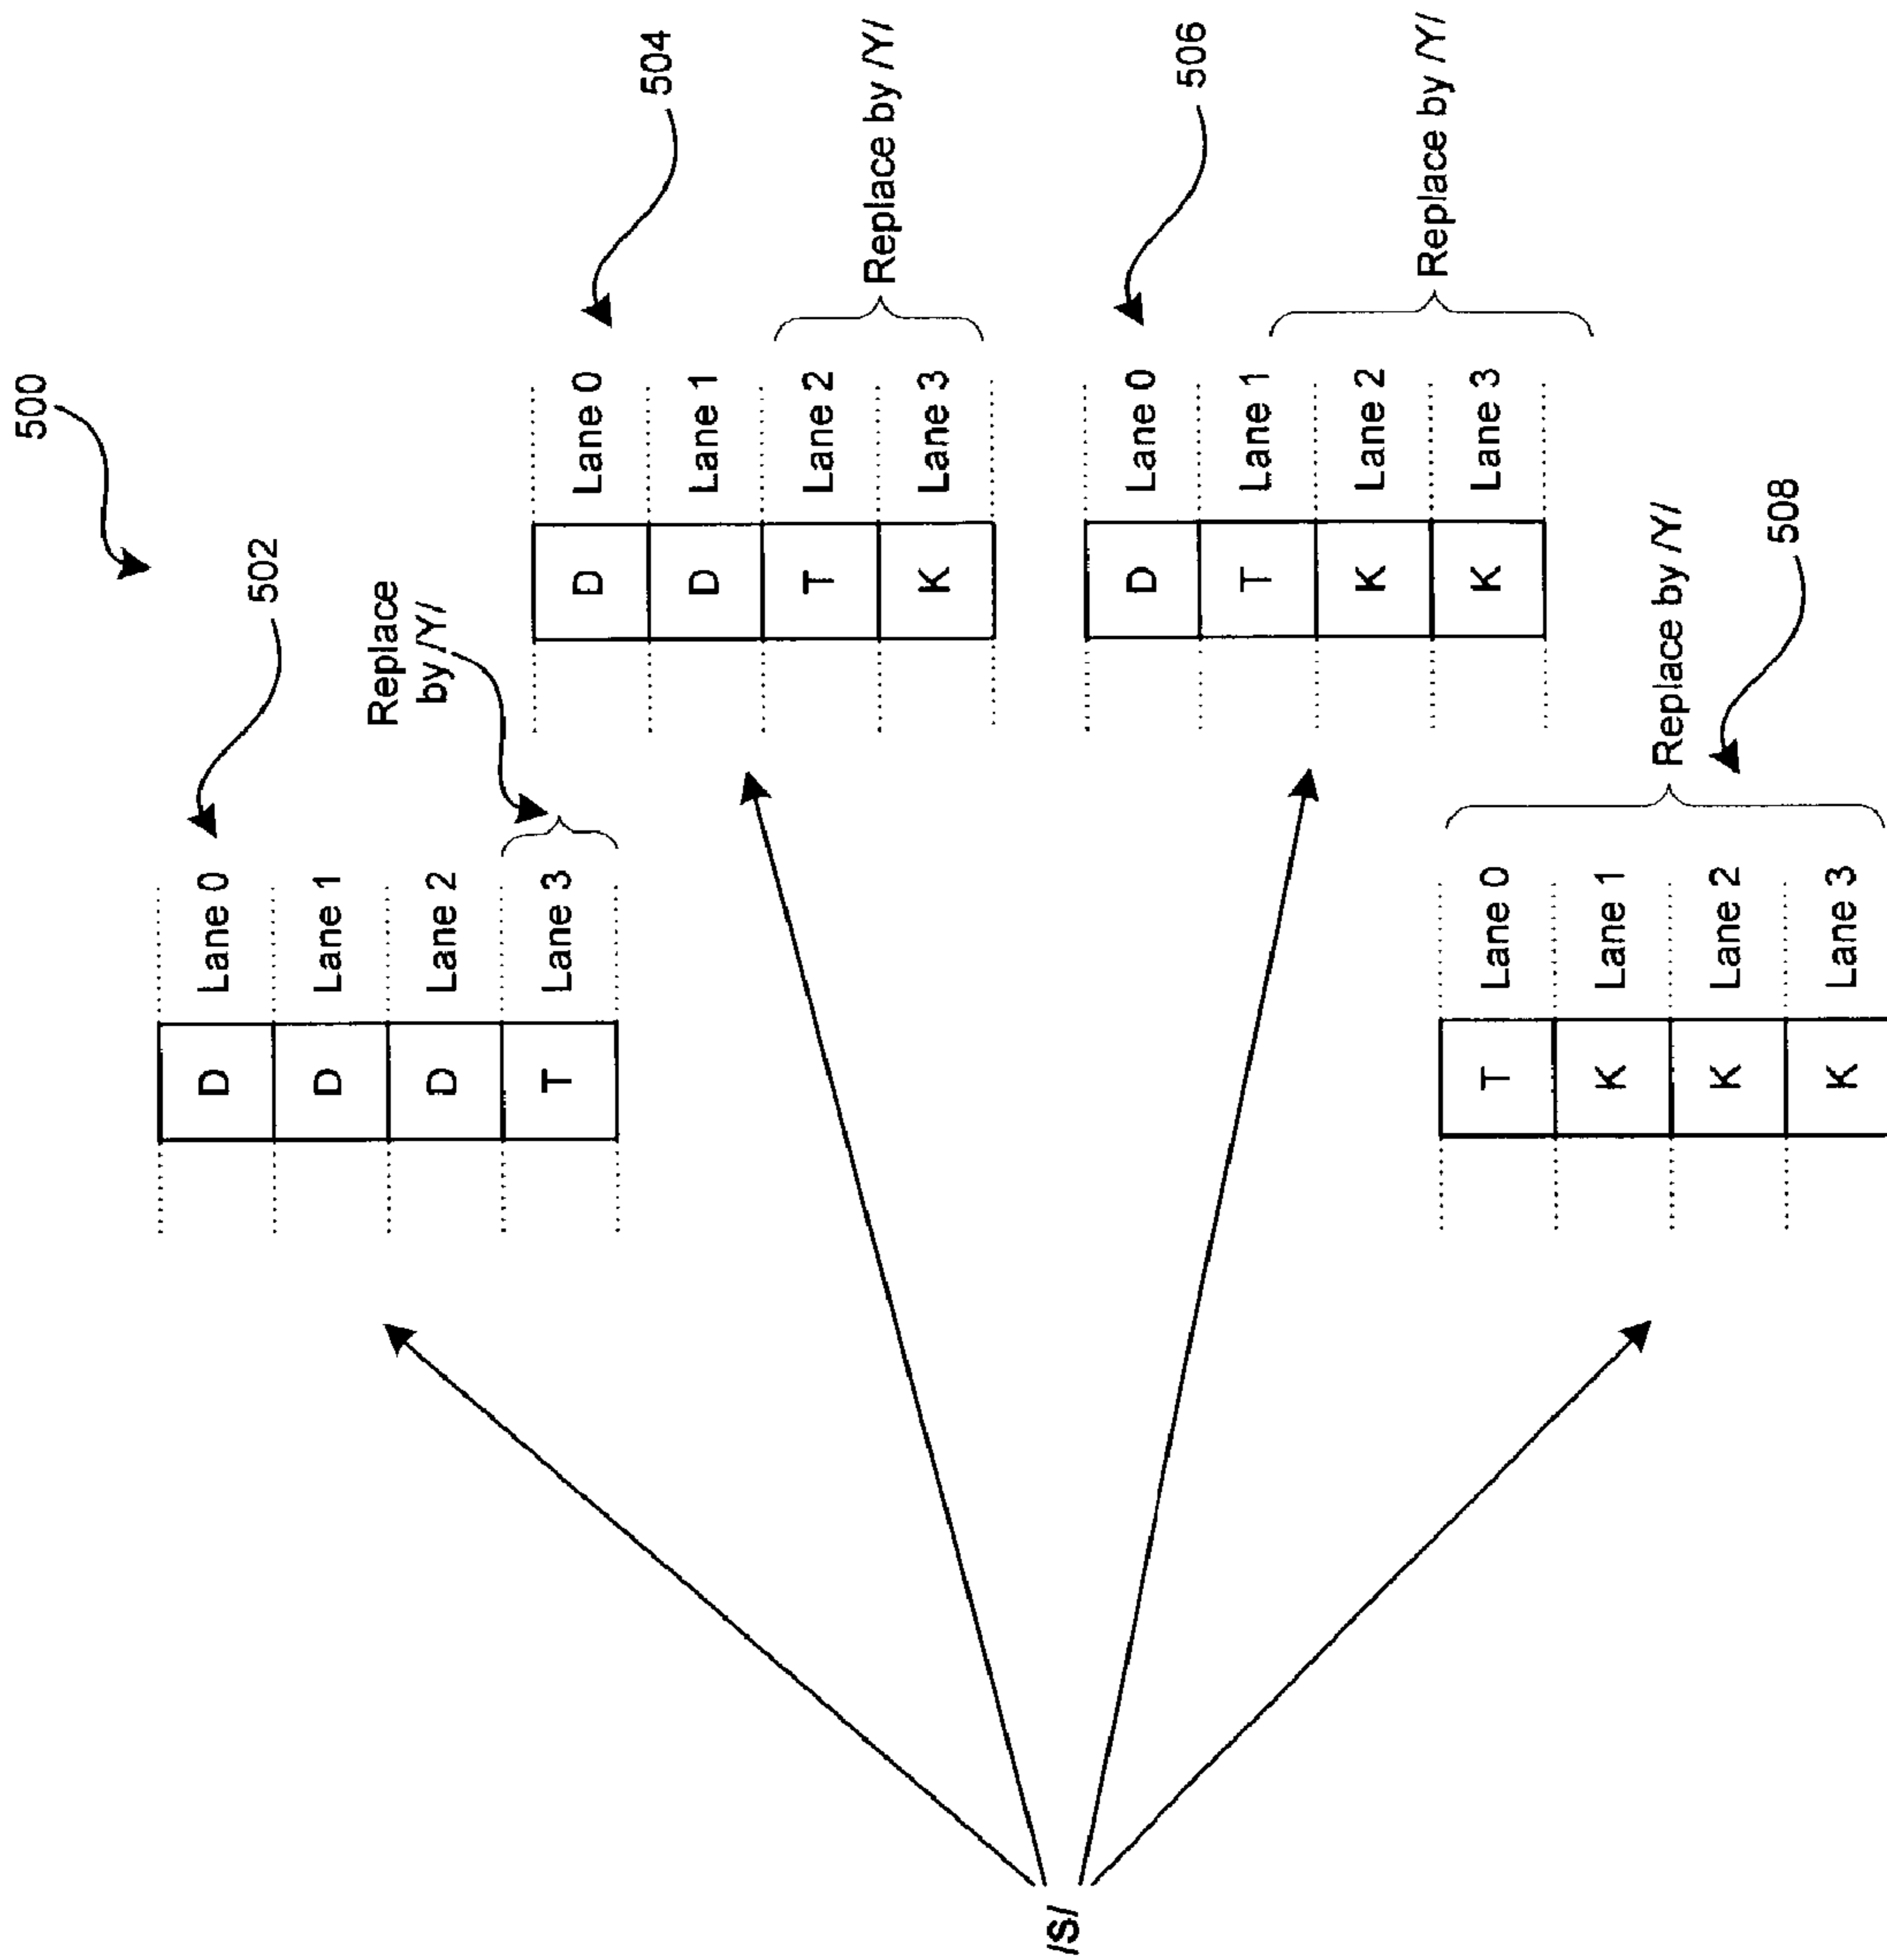 500
502
D Lane 0
D Lane 1
D Lane 2
T Lane 3
Replace
by /Y/
504
D Lane 0
D Lane 1
T Lane 2
K Lane 3
Replace by /Y/
/S/
506
D Lane 0
T Lane 1
K Lane 2
K Lane 3
Replace by /Y/
T Lane 0
K Lane 1
K Lane 2
K Lane 3
Replace by /Y/
508